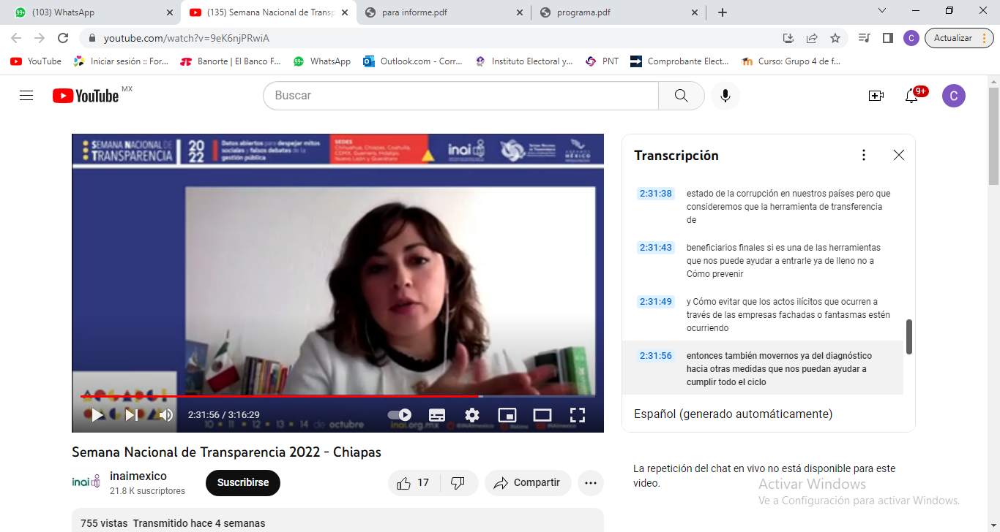 (103) WhatsApp
(135) Semana Nacional de Transp
para informe.pdf
programa.pdf
youtube.com/watch?v=9eK6njPRwiA
C
Actualizar
YouTube
Iniciar sesión :: For...
Banorte | El Banco F...
99+
WhatsApp
Outlook.com - Corr...
Instituto Electoral y...
PNT
Comprobante Elect...
Curso: Grupo 4 de f...
YouTube MX
Buscar
9+
C
SEMANA NACIONAL DE
TRANSPARENCIA
2022
Datos abiertos para despejar mitos
sociales y falsos debates de la
gestión pública
SEDES
Chihuahua, Chiapas, Coahuila,
CDMX, Guerrero, Hidalgo,
Nuevo León y Querétaro
inai
MÉXICO
2:31:56 / 3:16:29
10 • 11 • 12 • 13 • 14 de octubre
inai.org.mx
Transcripción
2:31:38
estado de la corrupción en nuestros países pero que
consideremos que la herramienta de transferencia
de
2:31:43
beneficiarios finales si es una de las herramientas
que nos puede ayudar a entrarle ya de lleno no a
Cómo prevenir
2:31:49
y Cómo evitar que los actos ilícitos que ocurren a
través de las empresas fachadas o fantasmas estén
ocurriendo
2:31:56
entonces también movernos ya del diagnóstico
hacia otras medidas que nos puedan ayudar a
cumplir todo el ciclo
Español (generado automáticamente)
Semana Nacional de Transparencia 2022 - Chiapas
inai
inaimexico
21.8 K suscriptores
Suscribirse
17
Compartir
La repetición del chat en vivo no está disponible para este
video.
Activar Windows
Ve a Configuración para activar Windows.
755 vistas Transmitido hace 4 semanas